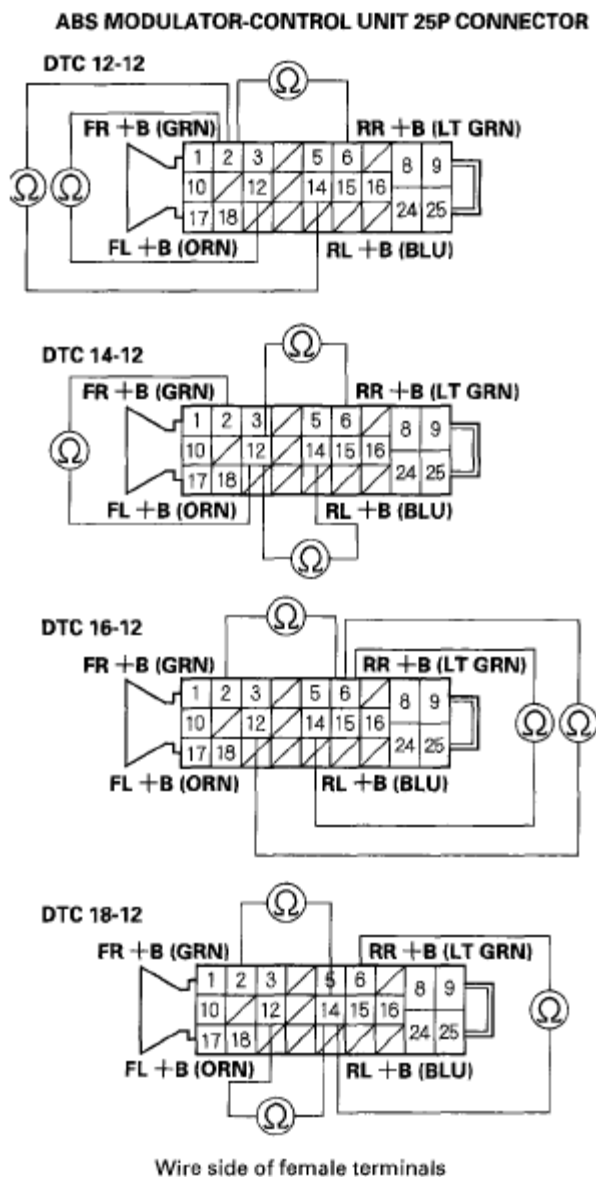 ABS MODULATOR-CONTROL UNIT 25P CONNECTOR
DTC 12-12
Ω
FR +B (GRN) RR +B (LT GRN)
1 2 3 5 6 8 9
Ω Ω 10 12 14 15 16
17 18 24 25
FL +B (ORN) RL +B (BLU)
Ω
DTC 14-12
FR +B (GRN) RR +B (LT GRN)
1 2 3 5 6 8 9
Ω 10 12 14 15 16
17 18 24 25
FL +B (ORN) RL +B (BLU)
Ω
Ω
DTC 16-12
FR +B (GRN) RR +B (LT GRN)
1 2 3 5 6 8 9
10 12 14 15 16 Ω Ω
17 18 24 25
FL +B (ORN) RL +B (BLU)
Ω
DTC 18-12
FR +B (GRN) RR +B (LT GRN)
1 2 3 5 6 8 9
10 12 14 15 16 Ω
17 18 24 25
FL +B (ORN) RL +B (BLU)
Ω
Wire side of female terminals